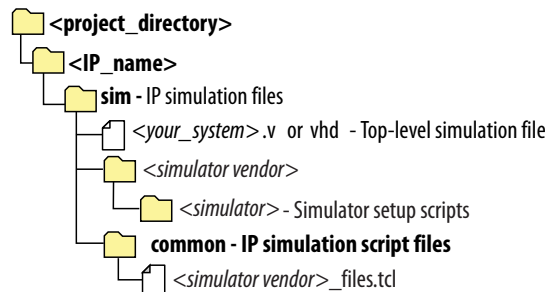 <project_directory>
<IP_name>
sim - IP simulation files
<your_system>.v or vhd - Top-level simulation file
<simulator vendor>
<simulator> - Simulator setup scripts
common - IP simulation script files
<simulator vendor>_files.tcl